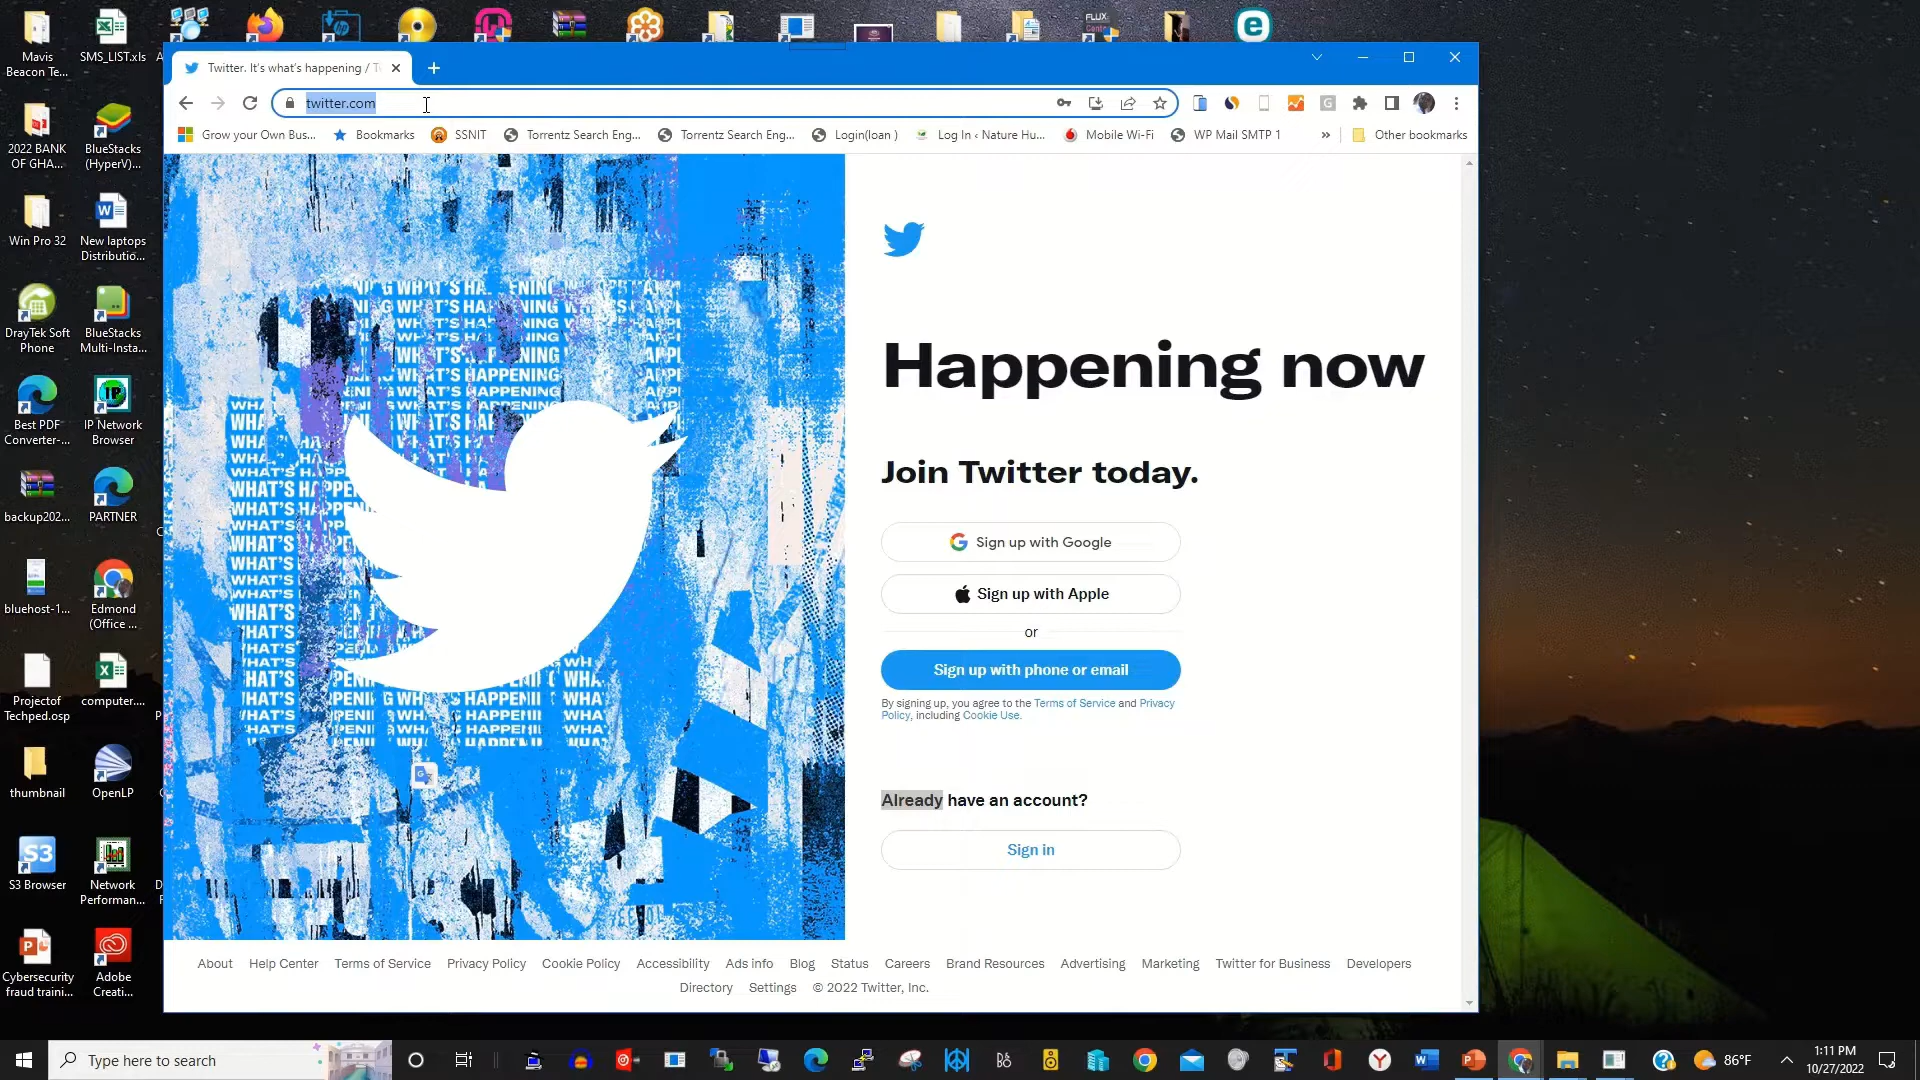 Mavis
Beacon Te...
SMS_LIST.xls
2022 BANK
OF GHA...
BlueStacks
(HyperV)...
Win Pro 32
New laptops
Distributio...
DrayTek Soft
Phone
BlueStacks
Multi-Insta...
Best PDF
Converter-...
IP Network
Browser
backup202...
PARTNER
bluehost-1...
Edmond
(Office ...
Projectof
Techped.osp
computer....
thumbnail
OpenLP
S3 Browser
Network
Performan...
Cybersecurity
fraud traini...
Adobe
Creati...
Twitter. It's what's happening / T
twitter.com
Grow your Own Bus... Bookmarks SSNIT Torrentz Search Eng... Torrentz Search Eng... Login(loan ) Log In ‹ Nature Hu... Mobile Wi-Fi WP Mail SMTP 1 » Other bookmarks
Happening now
Join Twitter today.
Sign up with Google
Sign up with Apple
or
Sign up with phone or email
By signing up, you agree to the Terms of Service and Privacy
Policy, including Cookie Use.
Already have an account?
Sign in
About Help Center Terms of Service Privacy Policy Cookie Policy Accessibility Ads info Blog Status Careers Brand Resources Advertising Marketing Twitter for Business Developers
Directory Settings © 2022 Twitter, Inc.
Type here to search
86°F
1:11 PM
10/27/2022